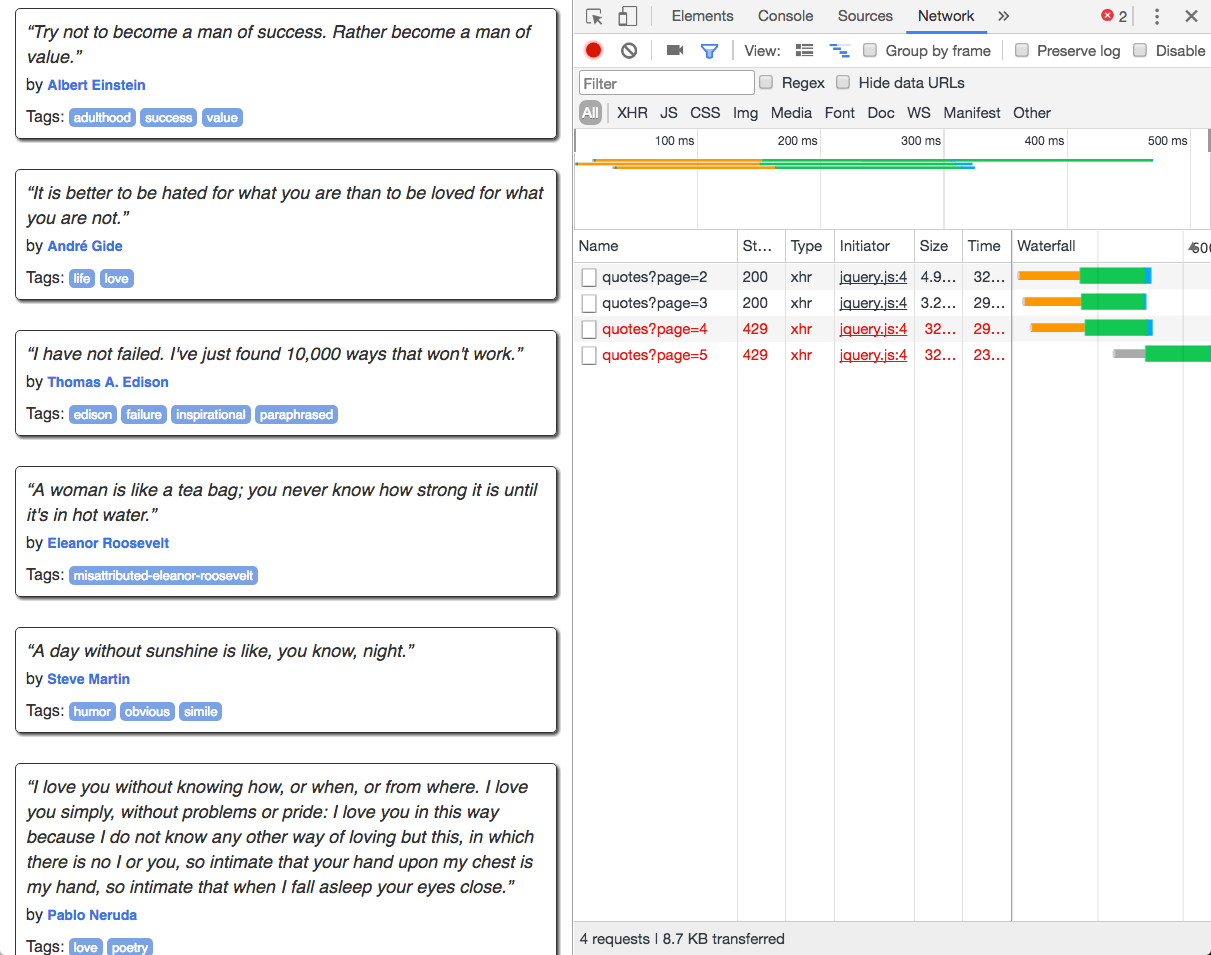 “Try not to become a man of success. Rather become a man of
value.”
by Albert Einstein
Tags: adulthood success value
“It is better to be hated for what you are than to be loved for what
you are not.”
by André Gide
Tags: life love
“I have not failed. I've just found 10,000 ways that won't work.”
by Thomas A. Edison
Tags: edison failure inspirational paraphrased
“A woman is like a tea bag; you never know how strong it is until
it's in hot water.”
by Eleanor Roosevelt
Tags: misattributed-eleanor-roosevelt
“A day without sunshine is like, you know, night.”
by Steve Martin
Tags: humor obvious simile
“I love you without knowing how, or when, or from where. I love
you simply, without problems or pride: I love you in this way
because I do not know any other way of loving but this, in which
there is no I or you, so intimate that your hand upon my chest is
my hand, so intimate that when I fall asleep your eyes close.”
by Pablo Neruda
Tags: love poetry
Elements Console Sources Network » 2
View: Group by frame Preserve log Disable
Filter Regex Hide data URLs
All XHR JS CSS Img Media Font Doc WS Manifest Other
100 ms 200 ms 300 ms 400 ms 500 ms
Name St… Type Initiator Size Time Waterfall
quotes?page=2 200 xhr jquery.js:4 4.9… 32…
quotes?page=3 200 xhr jquery.js:4 3.2… 29…
quotes?page=4 429 xhr jquery.js:4 32… 29…
quotes?page=5 429 xhr jquery.js:4 32… 23…
4 requests | 8.7 KB transferred